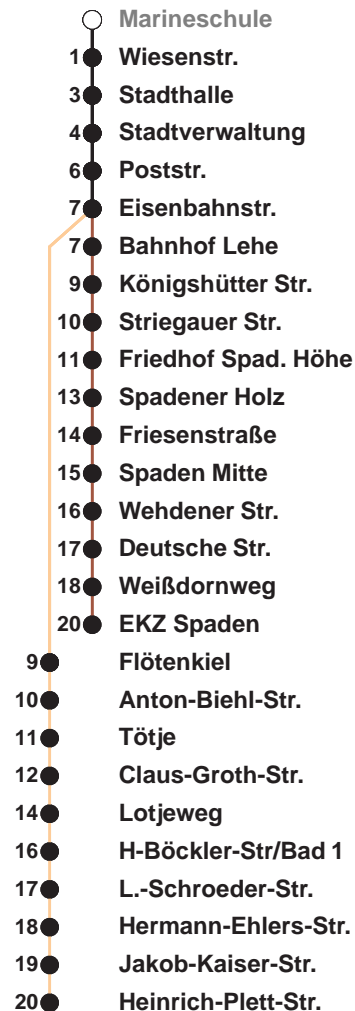 Marineschule
1 Wiesenstr.
3 Stadthalle
4 Stadtverwaltung
6 Poststr.
7 Eisenbahnstr.
7 Bahnhof Lehe
9 Königshütter Str.
10 Striegauer Str.
11 Friedhof Spad. Höhe
13 Spadener Holz
14 Friesenstraße
15 Spaden Mitte
16 Wehdener Str.
17 Deutsche Str.
18 Weißdornweg
20 EKZ Spaden
9 Flötenkiel
10 Anton-Biehl-Str.
11 Tötje
12 Claus-Groth-Str.
14 Lotjeweg
16 H-Böckler-Str/Bad 1
17 L.-Schroeder-Str.
18 Hermann-Ehlers-Str.
19 Jakob-Kaiser-Str.
20 Heinrich-Plett-Str.